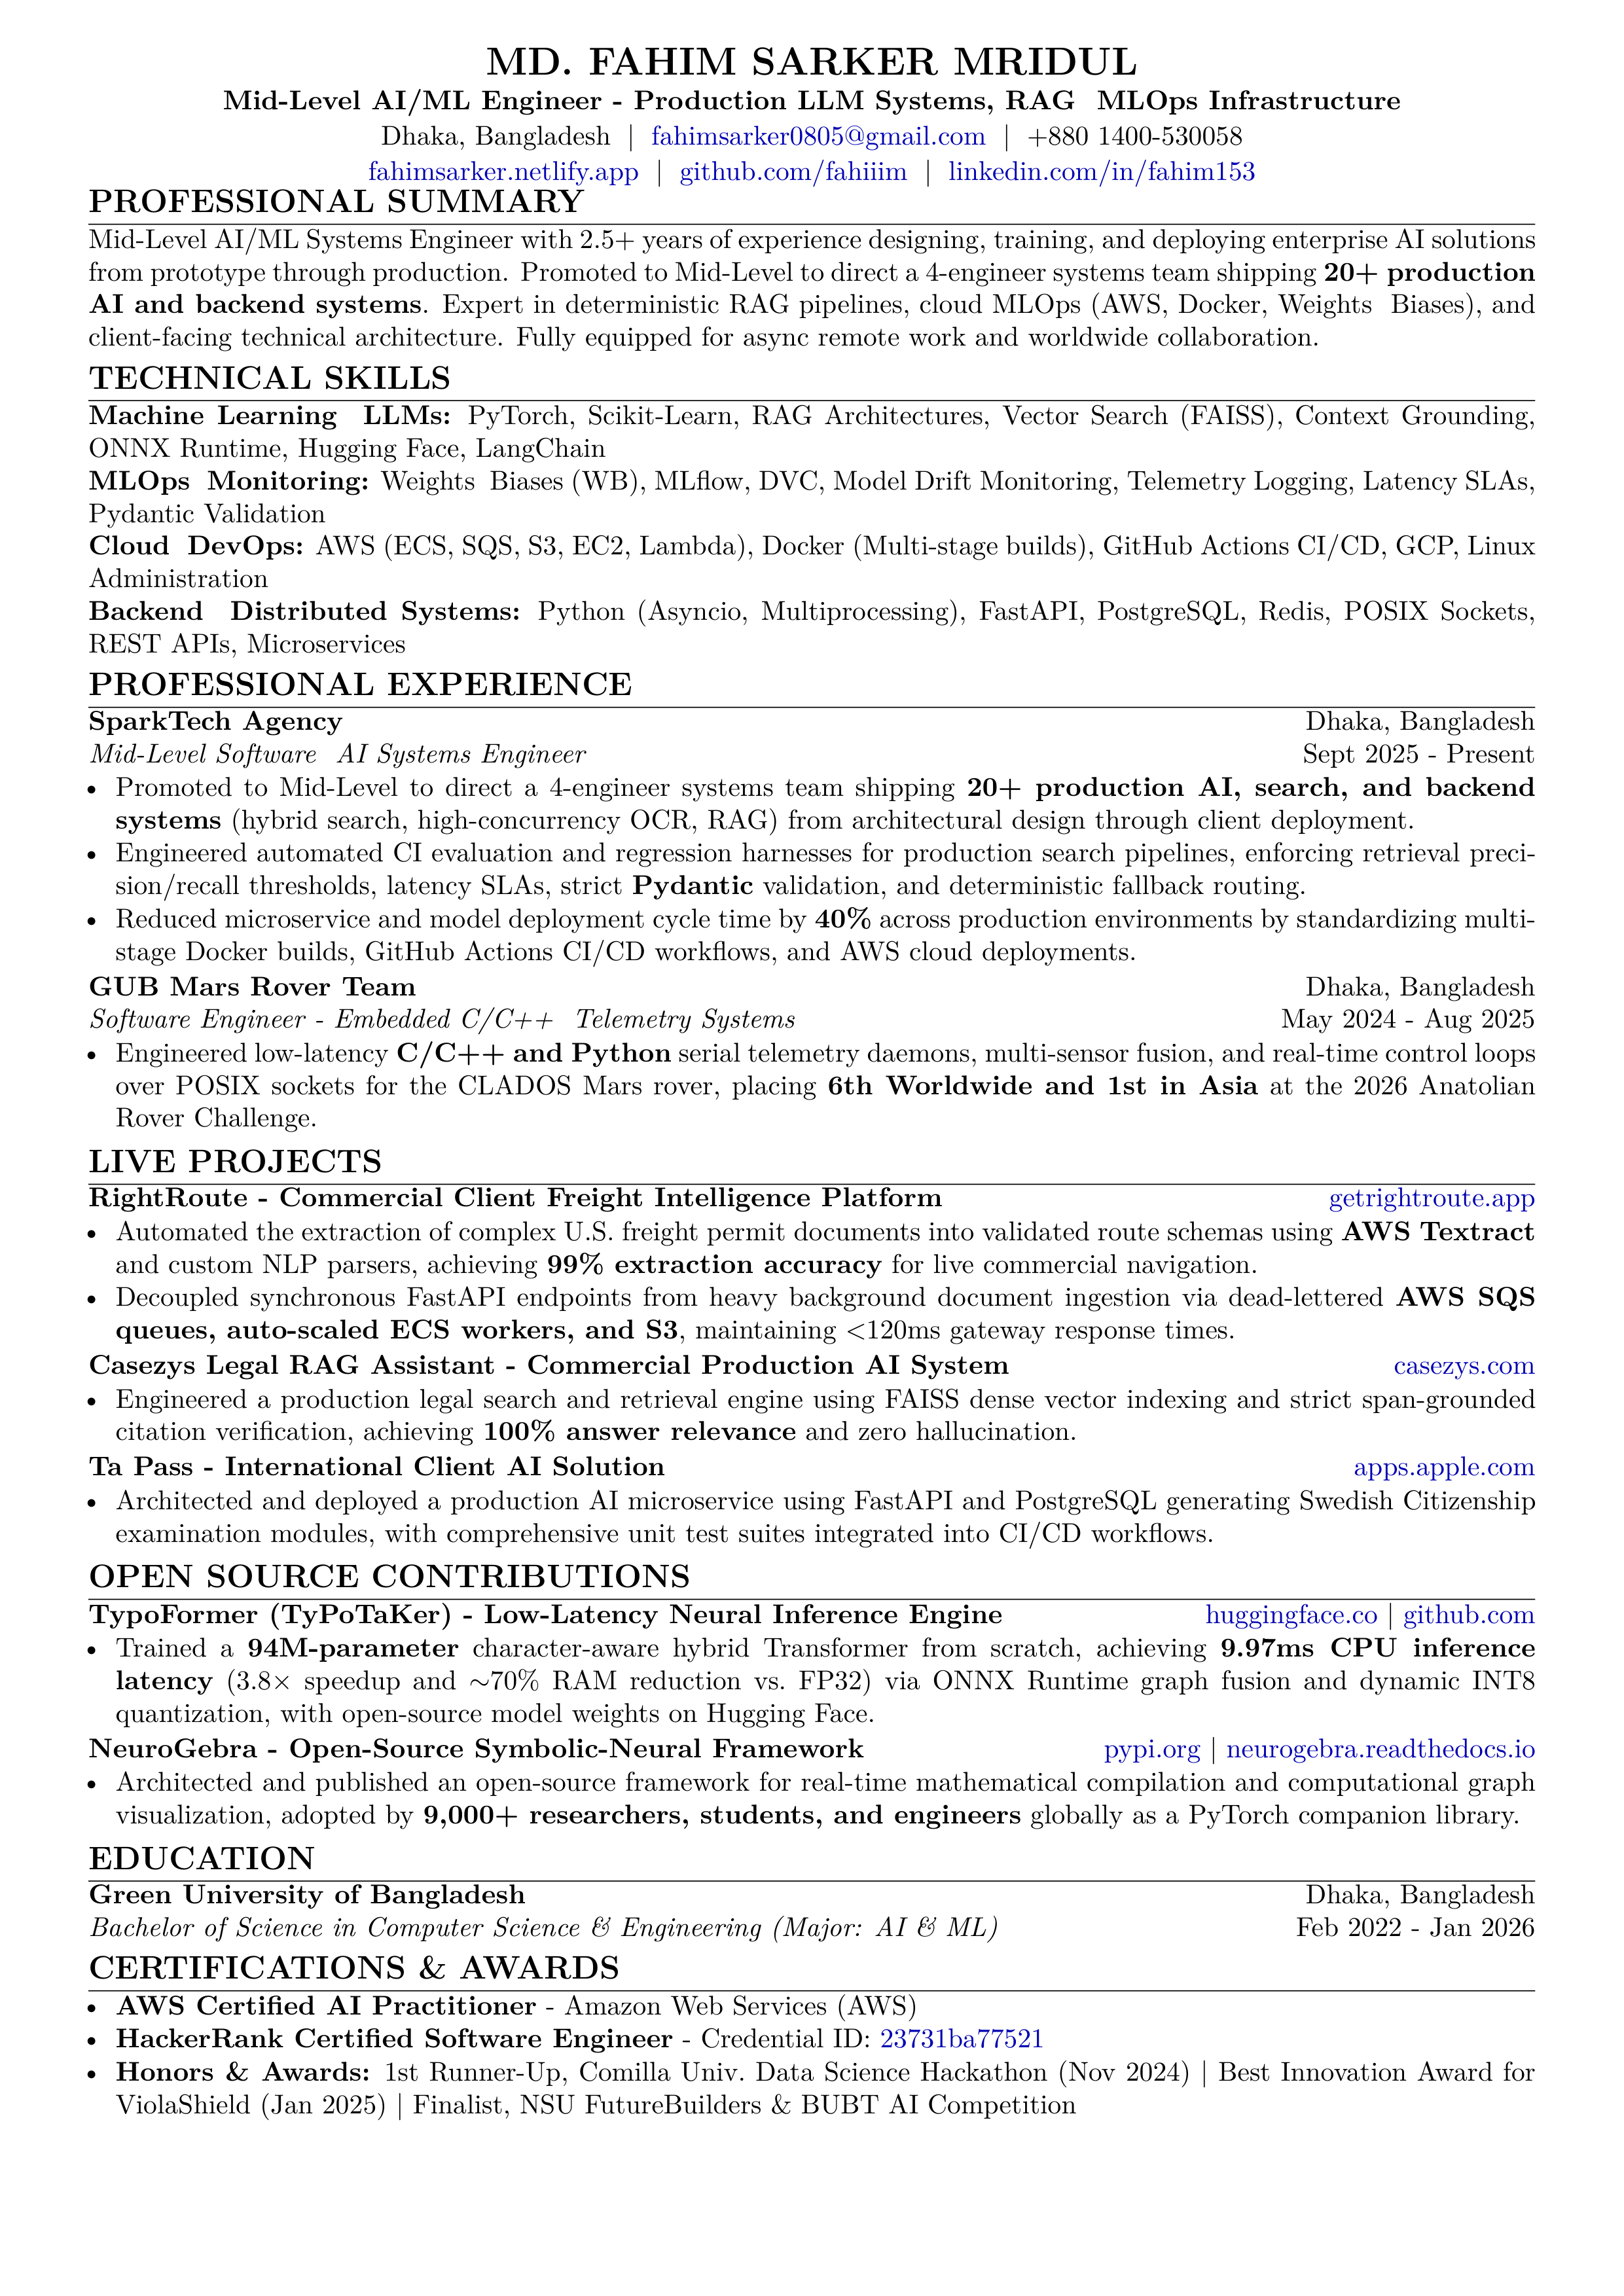 MD. FAHIM SARKER MRIDUL
Mid-Level AI/ML Engineer - Production LLM Systems, RAG MLOps Infrastructure
Dhaka, Bangladesh | fahimsarker0805@gmail.com | +880 1400-530058
fahimsarker.netlify.app | github.com/fahiiim | linkedin.com/in/fahim153
PROFESSIONAL SUMMARY
Mid-Level AI/ML Systems Engineer with 2.5+ years of experience designing, training, and deploying enterprise AI solutions
from prototype through production. Promoted to Mid-Level to direct a 4-engineer systems team shipping 20+ production
AI and backend systems. Expert in deterministic RAG pipelines, cloud MLOps (AWS, Docker, Weights Biases), and
client-facing technical architecture. Fully equipped for async remote work and worldwide collaboration.
TECHNICAL SKILLS
Machine Learning LLMs: PyTorch, Scikit-Learn, RAG Architectures, Vector Search (FAISS), Context Grounding,
ONNX Runtime, Hugging Face, LangChain
MLOps Monitoring: Weights Biases (WB), MLflow, DVC, Model Drift Monitoring, Telemetry Logging, Latency SLAs,
Pydantic Validation
Cloud DevOps: AWS (ECS, SQS, S3, EC2, Lambda), Docker (Multi-stage builds), GitHub Actions CI/CD, GCP, Linux
Administration
Backend Distributed Systems: Python (Asyncio, Multiprocessing), FastAPI, PostgreSQL, Redis, POSIX Sockets,
REST APIs, Microservices
PROFESSIONAL EXPERIENCE
SparkTech Agency Dhaka, Bangladesh
Mid-Level Software AI Systems Engineer Sept 2025 - Present
• Promoted to Mid-Level to direct a 4-engineer systems team shipping 20+ production AI, search, and backend
systems (hybrid search, high-concurrency OCR, RAG) from architectural design through client deployment.
• Engineered automated CI evaluation and regression harnesses for production search pipelines, enforcing retrieval preci-
sion/recall thresholds, latency SLAs, strict Pydantic validation, and deterministic fallback routing.
• Reduced microservice and model deployment cycle time by 40% across production environments by standardizing multi-
stage Docker builds, GitHub Actions CI/CD workflows, and AWS cloud deployments.
GUB Mars Rover Team Dhaka, Bangladesh
Software Engineer - Embedded C/C++ Telemetry Systems May 2024 - Aug 2025
• Engineered low-latency C/C++ and Python serial telemetry daemons, multi-sensor fusion, and real-time control loops
over POSIX sockets for the CLADOS Mars rover, placing 6th Worldwide and 1st in Asia at the 2026 Anatolian
Rover Challenge.
LIVE PROJECTS
RightRoute - Commercial Client Freight Intelligence Platform getrightroute.app
• Automated the extraction of complex U.S. freight permit documents into validated route schemas using AWS Textract
and custom NLP parsers, achieving 99% extraction accuracy for live commercial navigation.
• Decoupled synchronous FastAPI endpoints from heavy background document ingestion via dead-lettered AWS SQS
queues, auto-scaled ECS workers, and S3, maintaining <120ms gateway response times.
Casezys Legal RAG Assistant - Commercial Production AI System casezys.com
• Engineered a production legal search and retrieval engine using FAISS dense vector indexing and strict span-grounded
citation verification, achieving 100% answer relevance and zero hallucination.
Ta Pass - International Client AI Solution apps.apple.com
• Architected and deployed a production AI microservice using FastAPI and PostgreSQL generating Swedish Citizenship
examination modules, with comprehensive unit test suites integrated into CI/CD workflows.
OPEN SOURCE CONTRIBUTIONS
TypoFormer (TyPoTaKer) - Low-Latency Neural Inference Engine huggingface.co | github.com
• Trained a 94M-parameter character-aware hybrid Transformer from scratch, achieving 9.97ms CPU inference
latency (3.8× speedup and ~70% RAM reduction vs. FP32) via ONNX Runtime graph fusion and dynamic INT8
quantization, with open-source model weights on Hugging Face.
NeuroGebra - Open-Source Symbolic-Neural Framework pypi.org | neurogebra.readthedocs.io
• Architected and published an open-source framework for real-time mathematical compilation and computational graph
visualization, adopted by 9,000+ researchers, students, and engineers globally as a PyTorch companion library.
EDUCATION
Green University of Bangladesh Dhaka, Bangladesh
Bachelor of Science in Computer Science & Engineering (Major: AI & ML) Feb 2022 - Jan 2026
CERTIFICATIONS & AWARDS
• AWS Certified AI Practitioner - Amazon Web Services (AWS)
• HackerRank Certified Software Engineer - Credential ID: 23731ba77521
• Honors & Awards: 1st Runner-Up, Comilla Univ. Data Science Hackathon (Nov 2024) | Best Innovation Award for
ViolaShield (Jan 2025) | Finalist, NSU FutureBuilders & BUBT AI Competition